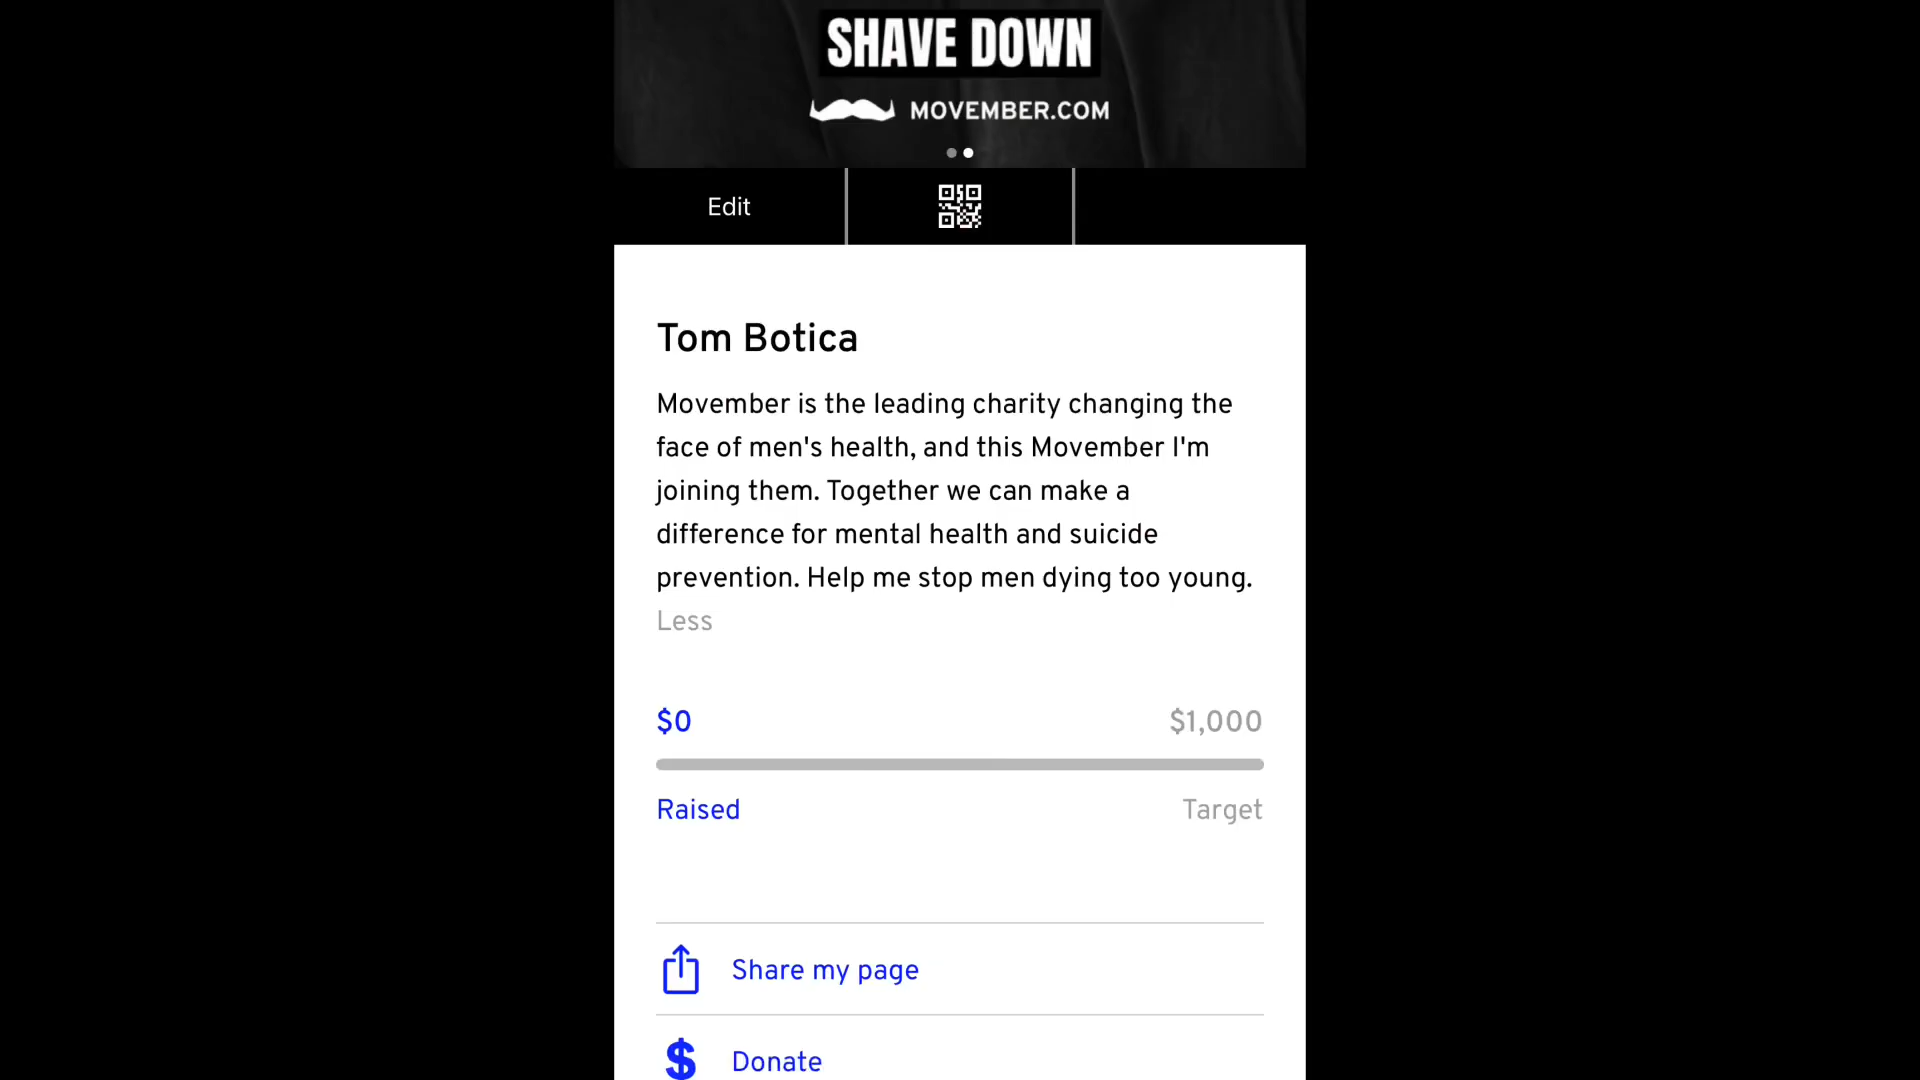 SHAVE DOWN
MOVEMBER.COM
Edit
Tom Botica
Movember is the leading charity changing the
face of men's health, and this Movember I'm
joining them. Together we can make a
difference for mental health and suicide
prevention. Help me stop men dying too young.
Less
$0 $1,000
Raised Target
Share my page
$ Donate